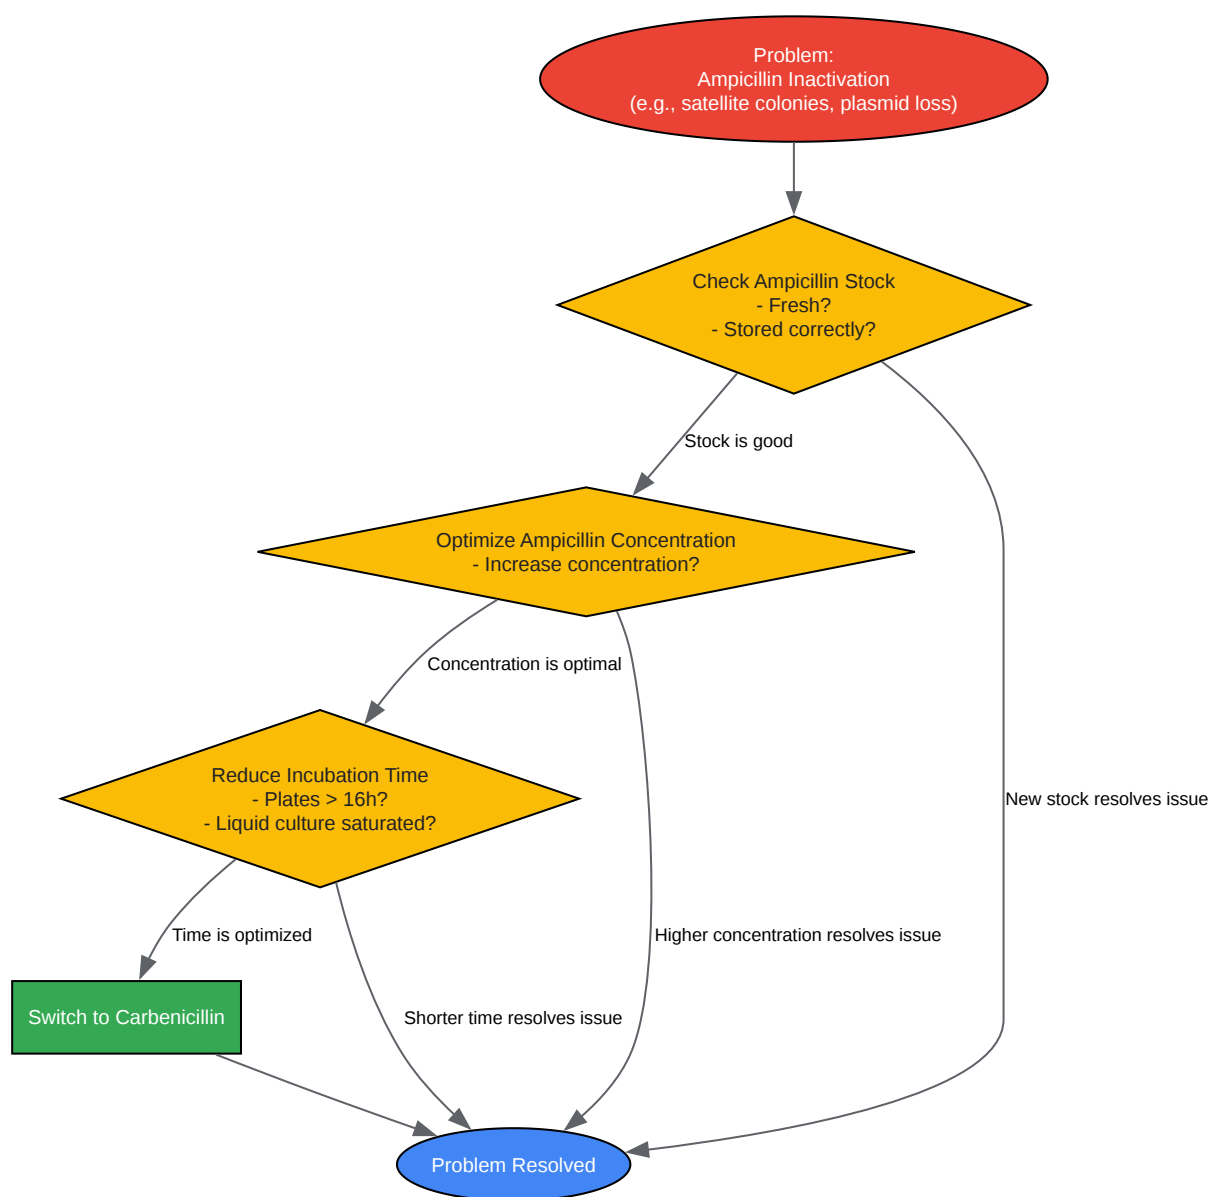 Problem:
Ampicillin Inactivation
(e.g., satellite colonies, plasmid loss)
Check Ampicillin Stock
- Fresh?
- Stored correctly?
Stock is good
Optimize Ampicillin Concentration
- Increase concentration?
Concentration is optimal
Reduce Incubation Time
- Plates > 16h?
- Liquid culture saturated?
New stock resolves issue
Time is optimized
Higher concentration resolves issue
Switch to Carbenicillin
Shorter time resolves issue
Problem Resolved